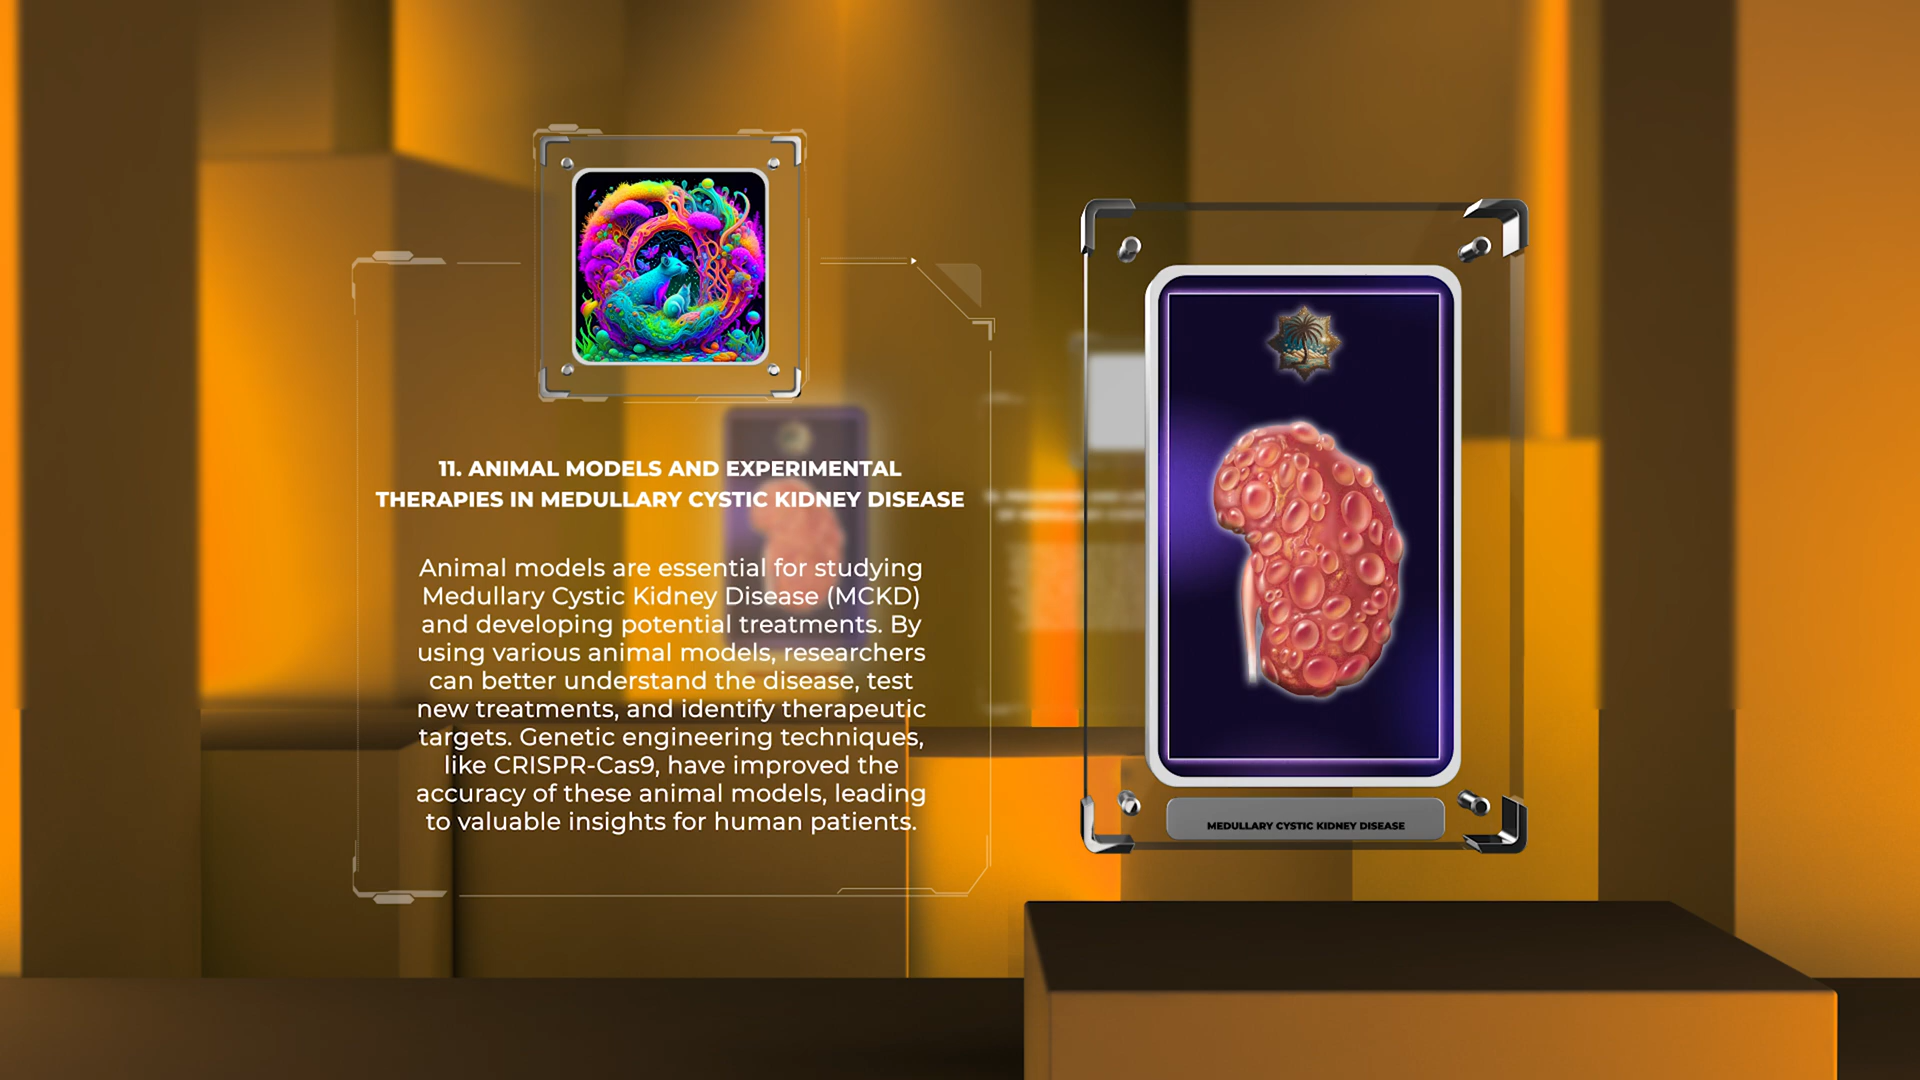 11. ANIMAL MODELS AND EXPERIMENTAL
THERAPIES IN MEDULLARY CYSTIC KIDNEY DISEASE
Animal models are essential for studying
Medullary Cystic Kidney Disease (MCKD)
and developing potential treatments. By
using various animal models, researchers
can better understand the disease, test
new treatments, and identify therapeutic
targets. Genetic engineering techniques,
like CRISPR-Cas9, have improved the
accuracy of these animal models, leading
to valuable insights for human patients.
MEDULLARY CYSTIC KIDNEY DISEASE